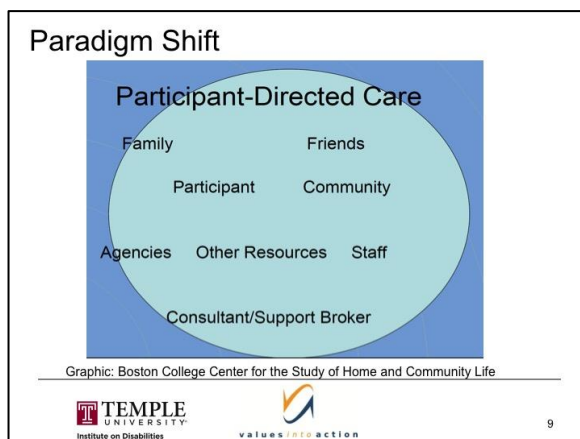 Paradigm Shift
Participant-Directed Care
Family Friends
Participant Community
Agencies Other Resources Staff
Consultant/Support Broker
Graphic: Boston College Center for the Study of Home and Community Life
TEMPLE
UNIVERSITY®
Institute on Disabilities
values into action
9